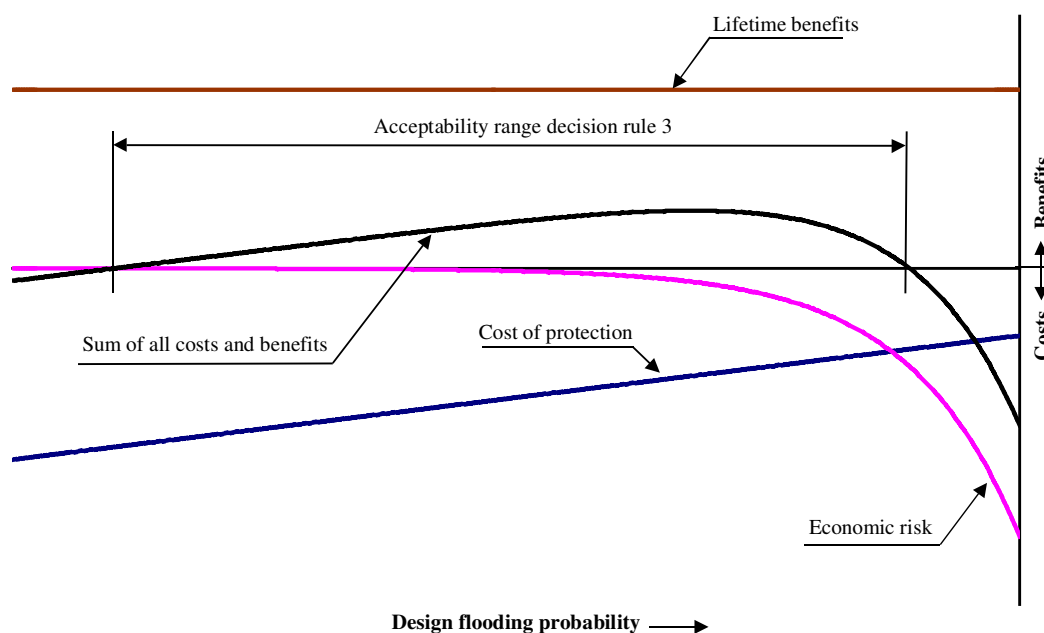 Lifetime benefits
Acceptability range decision rule 3
Benefits
Costs
Sum of all costs and benefits
Cost of protection
Economic risk
Design flooding probability